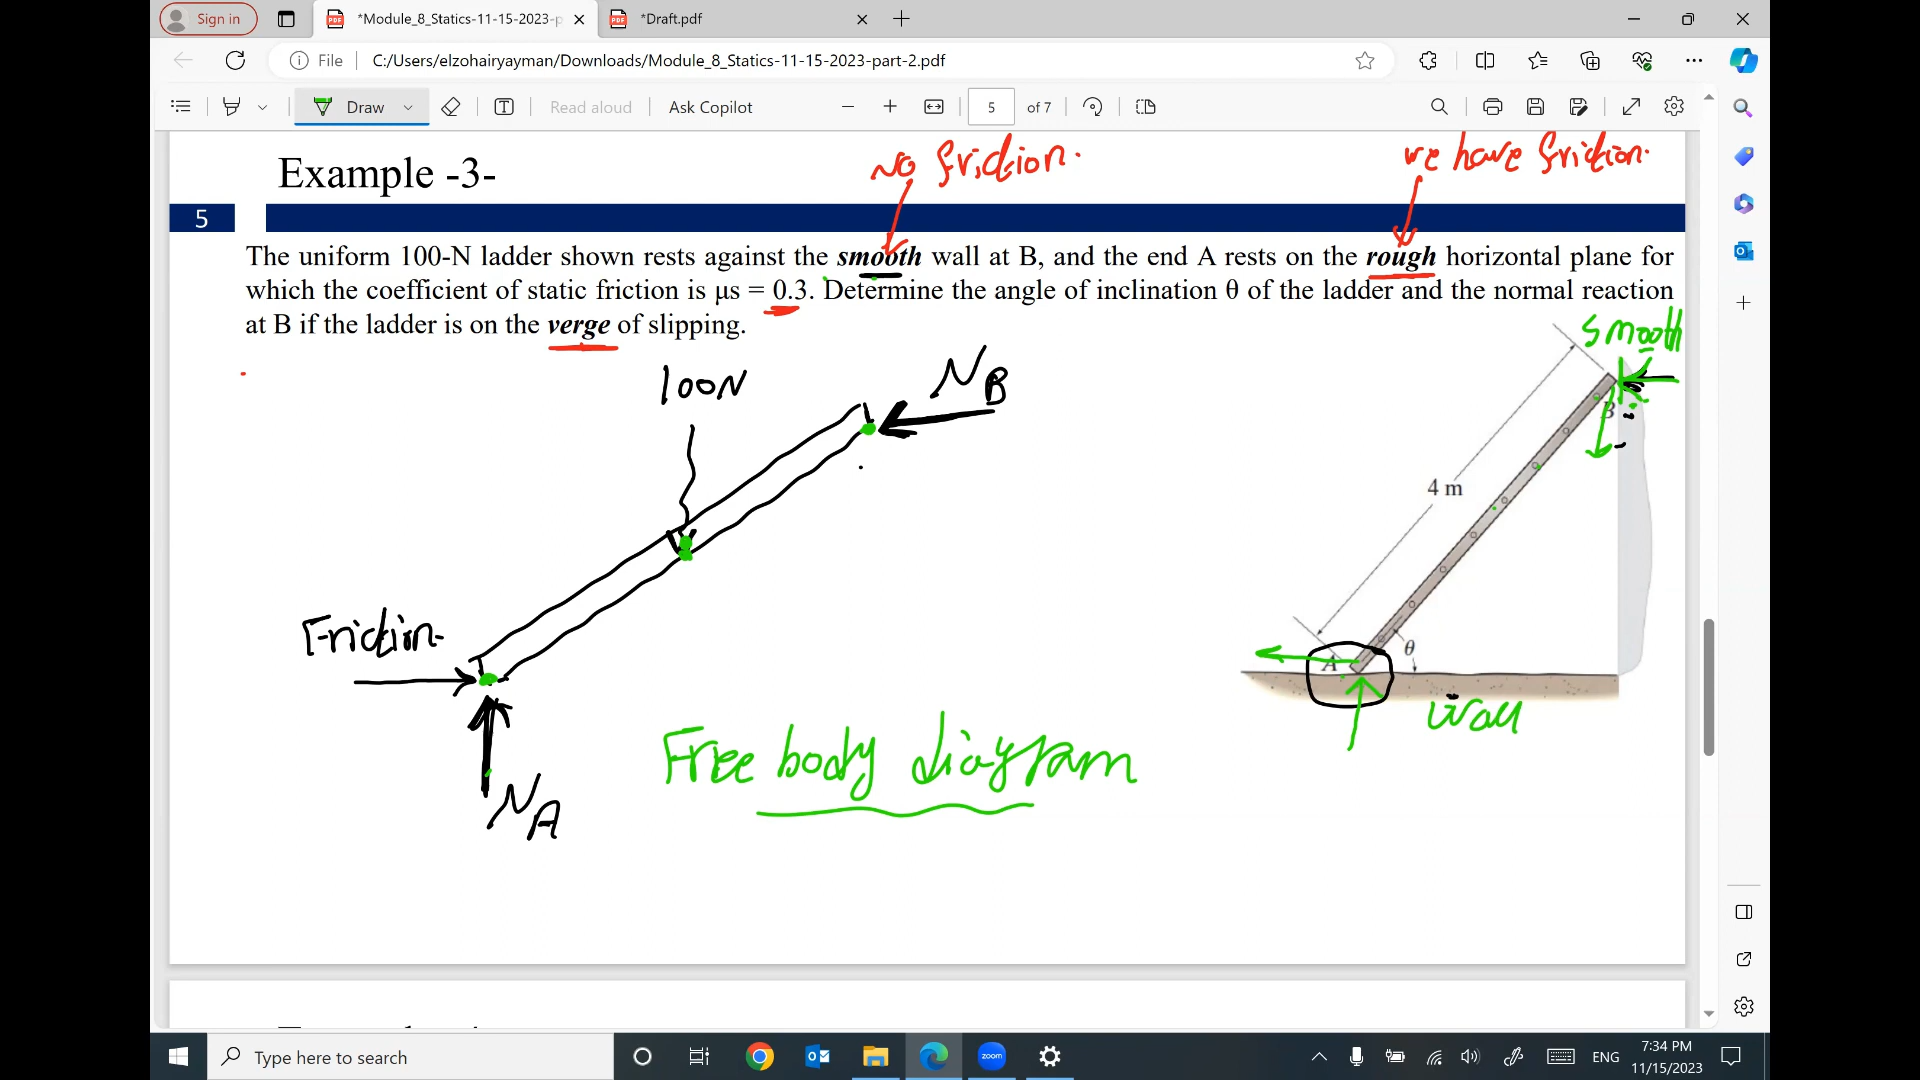 Sign in
*Module_8_Statics-11-15-2023-p
*Draft.pdf
File
C:/Users/elzohairyayman/Downloads/Module_8_Statics-11-15-2023-part-2.pdf
Draw
Read aloud
Ask Copilot
5
of 7
No friction.
we have friction.
Example -3-
5
The uniform 100-N ladder shown rests against the smooth wall at B, and the end A rests on the rough horizontal plane for
which the coefficient of static friction is μs = 0.3. Determine the angle of inclination θ of the ladder and the normal reaction
at B if the ladder is on the verge of slipping.
smooth
100N
NB
B
4 m
Friction
θ
A
Wall
Free body diagram
NA
Type here to search
zoom
ENG
7:34 PM
11/15/2023